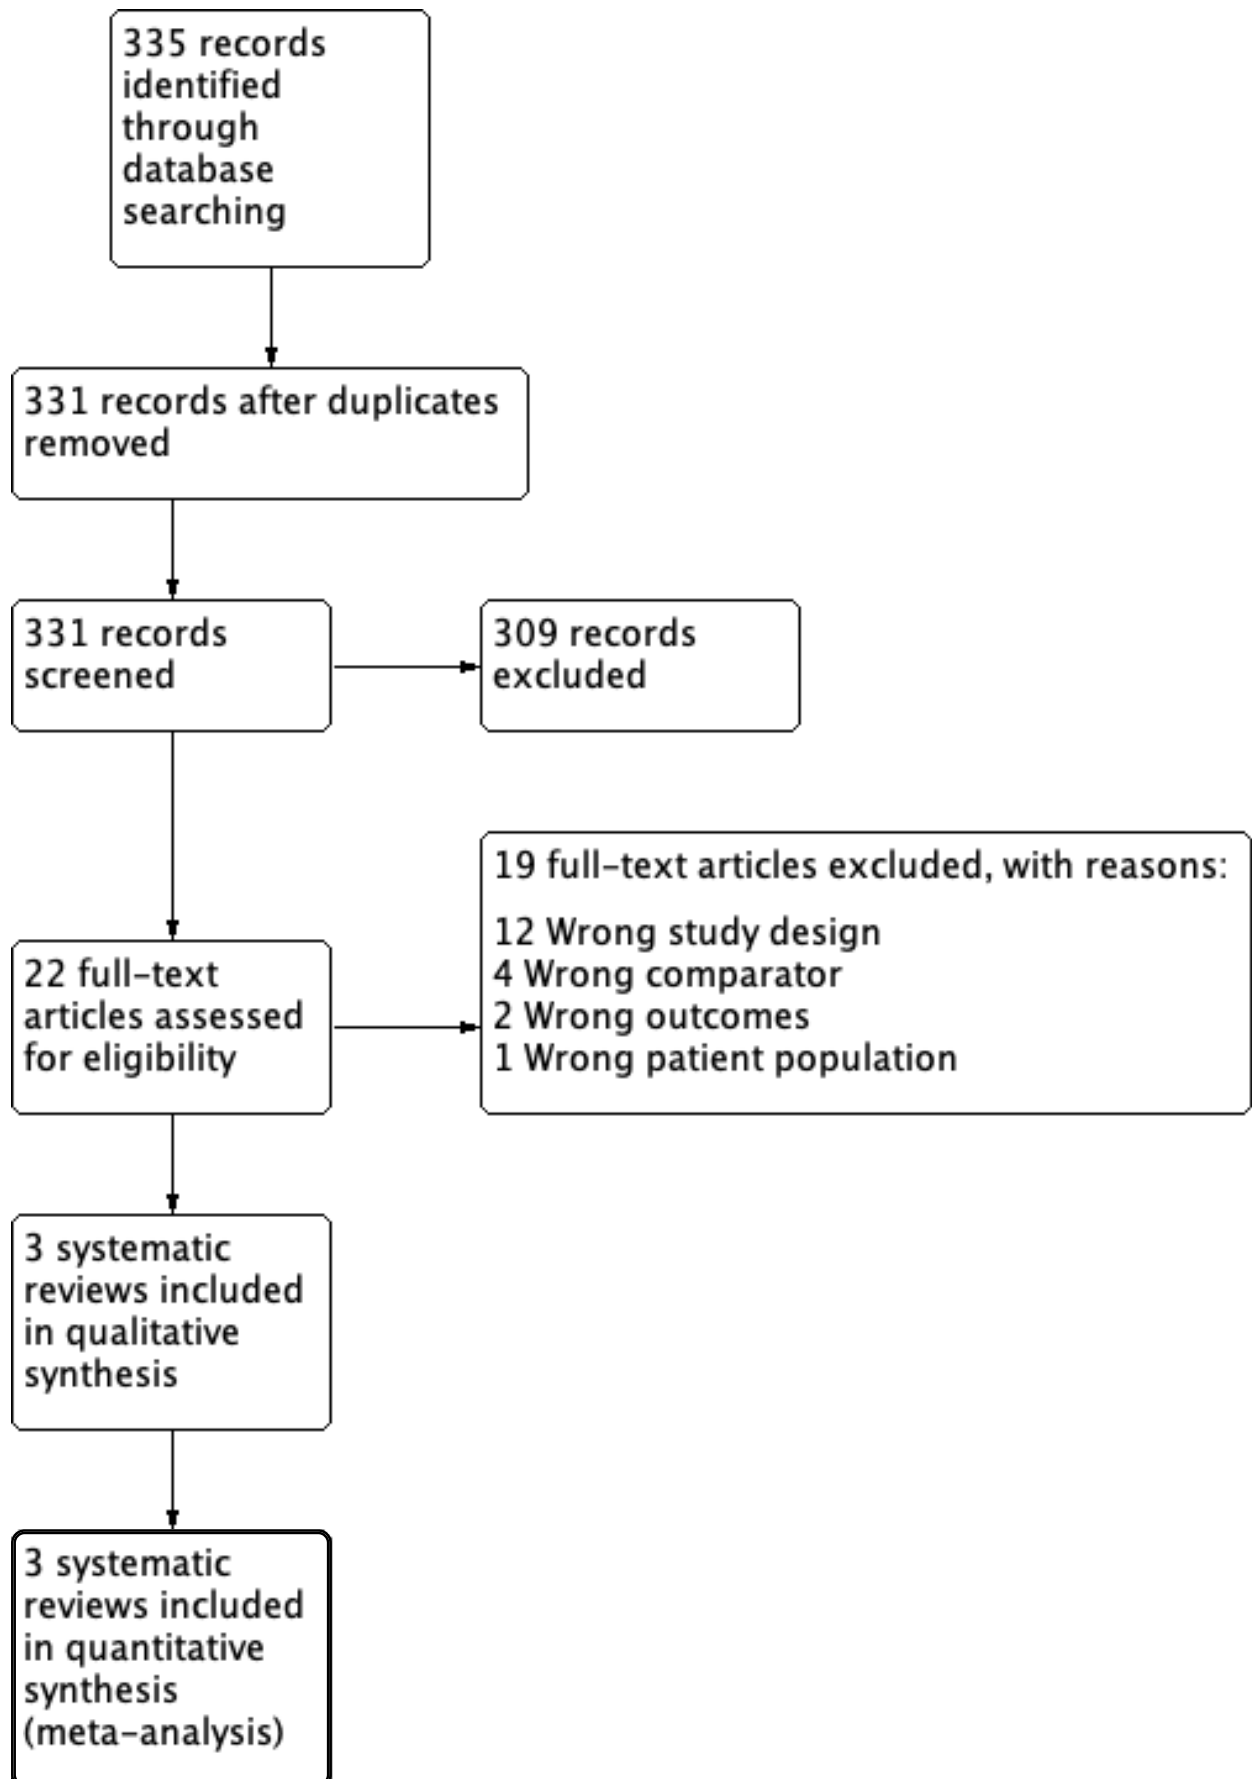 335 records
identified
through
database
searching
331 records after duplicates
removed
331 records
screened
309 records
excluded
22 full-text
articles assessed
for eligibility
19 full-text articles excluded, with reasons:
12 Wrong study design
4 Wrong comparator
2 Wrong outcomes
1 Wrong patient population
3 systematic
reviews included
in qualitative
synthesis
3 systematic
reviews included
in quantitative
synthesis
(meta-analysis)